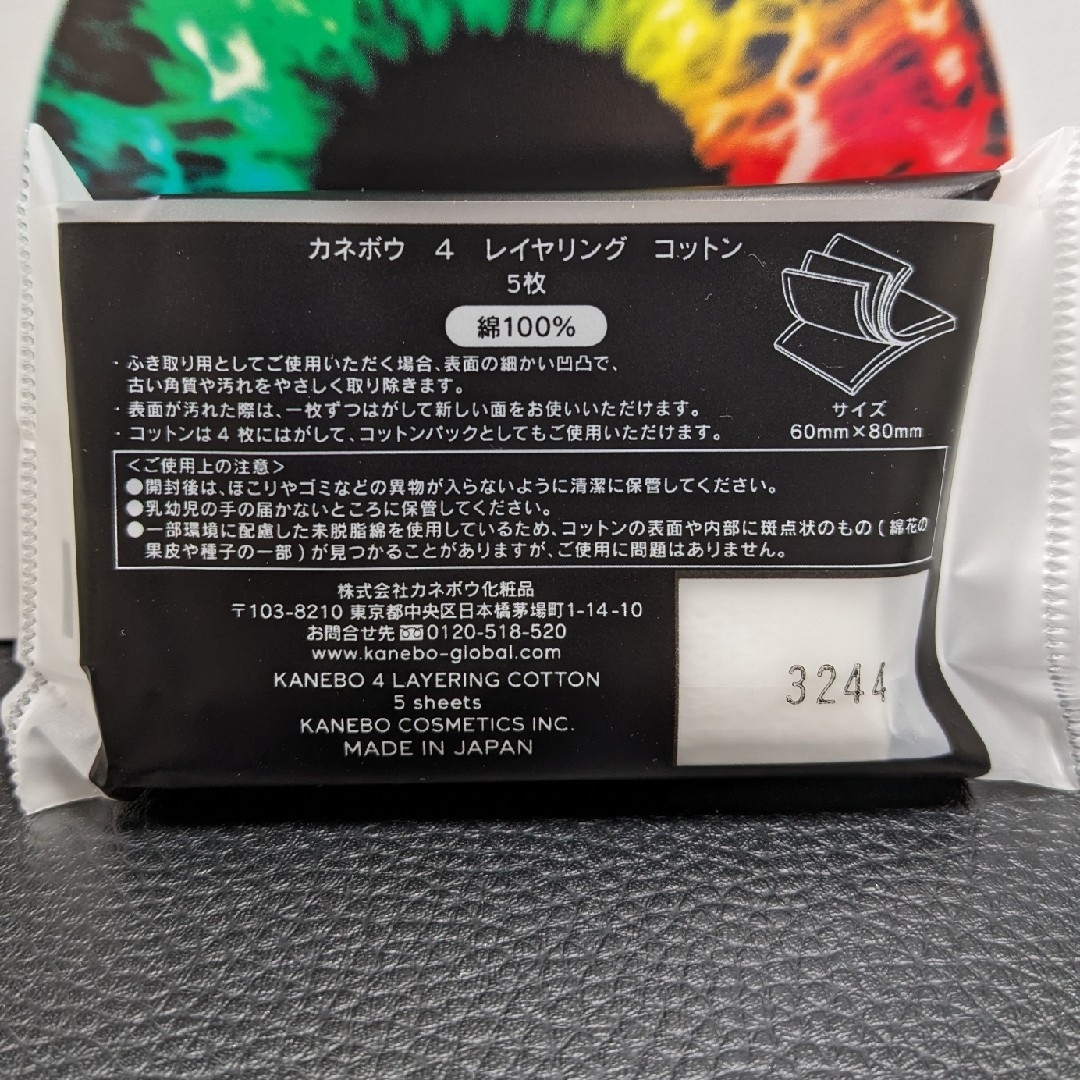 カネボウ 4 レイヤリング コットン
5枚
綿100%
・ふき取り用としてご使用いただく場合、表面の細かい凹凸で、
古い角質や汚れをやさしく取り除きます。
・表面が汚れた際は、一枚ずつはがして新しい面をお使いいただけます。
・コットンは4枚にはがして、コットンパックとしてもご使用いただけます。
サイズ
60mm×80mm
＜ご使用上の注意＞
●開封後は、ほこりやゴミなどの異物が入らないように清潔に保管してください。
●乳幼児の手の届かないところに保管してください。
●一部環境に配慮した未脱脂綿を使用しているため、コットンの表面や内部に斑点状のもの(綿花の
果皮や種子の一部)が見つかることがありますが、ご使用に問題はありません。
株式会社カネボウ化粧品
〒103-8210 東京都中央区日本橋茅場町1-14-10
お問合せ先 0120-518-520
www.kanebo-global.com
KANEBO 4 LAYERING COTTON
5 sheets
KANEBO COSMETICS INC.
MADE IN JAPAN
3244